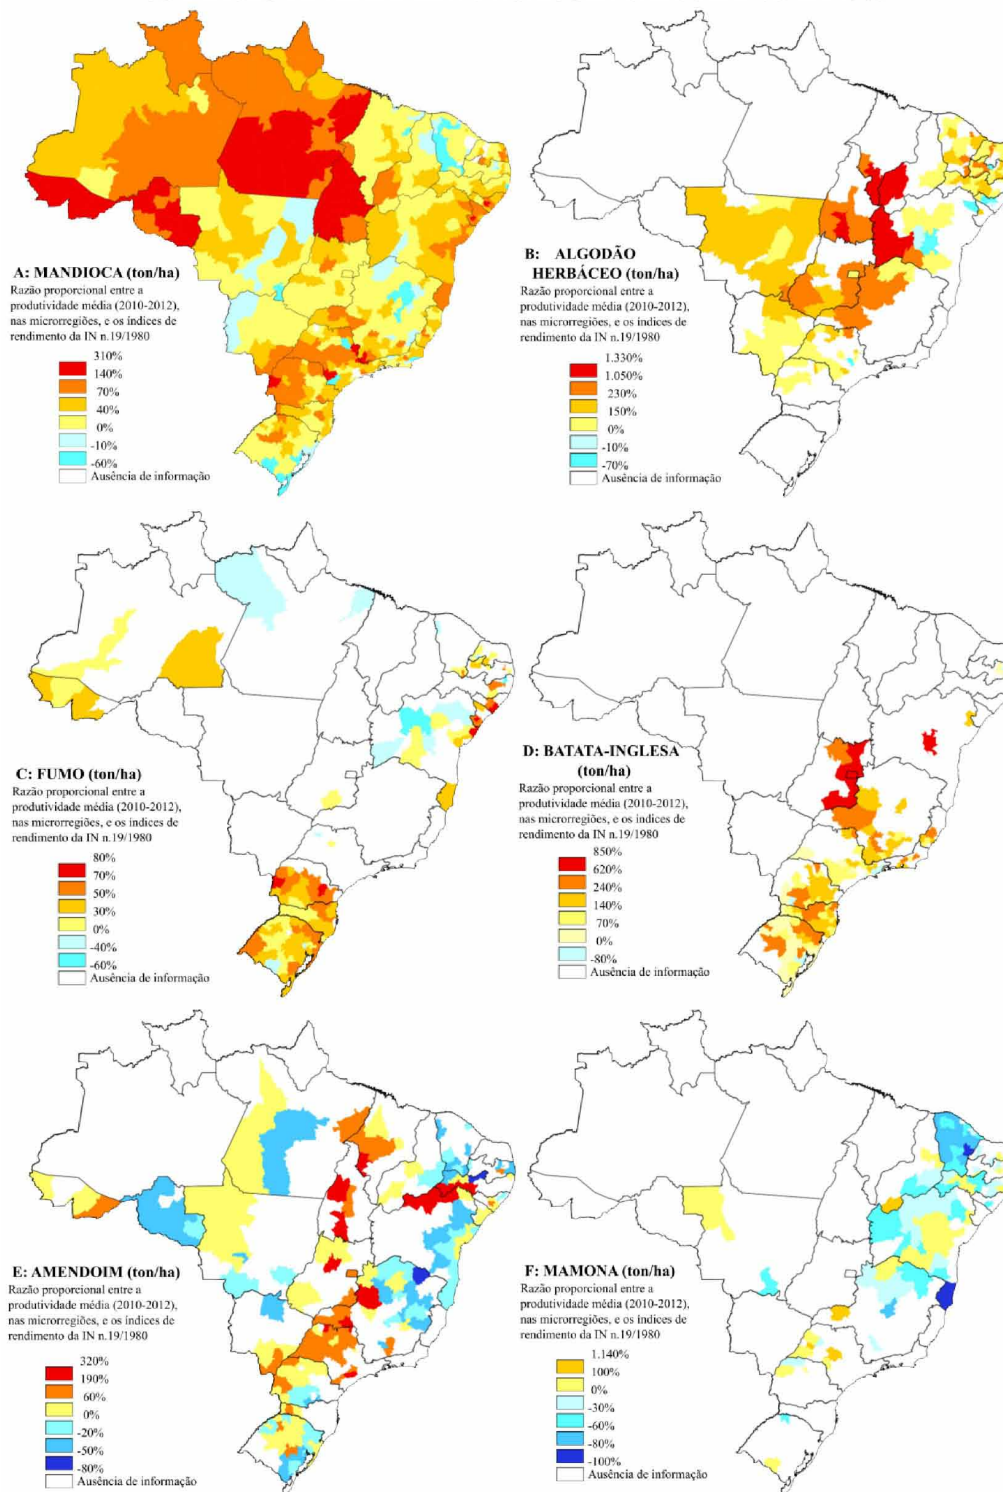 A: MANDIOCA (ton/ha)
Razão proporcional entre a
produtividade média (2010-2012),
nas microrregiões, e os índices de
rendimento da IN n.19/1980
310%
140%
70%
40%
0%
-10%
-60%
Ausência de informação
B: ALGODÃO
HERBÁCEO (ton/ha)
Razão proporcional entre a
produtividade média (2010-2012),
nas microrregiões, e os índices de
rendimento da IN n.19/1980
1.330%
1.050%
230%
150%
0%
-10%
-70%
Ausência de informação
C: FUMO (ton/ha)
Razão proporcional entre a
produtividade média (2010-2012),
nas microrregiões, e os índices de
rendimento da IN n.19/1980
80%
70%
50%
30%
0%
-40%
-60%
Ausência de informação
D: BATATA-INGLESA
(ton/ha)
Razão proporcional entre a
produtividade média (2010-2012),
nas microrregiões, e os índices de
rendimento da IN n.19/1980
850%
620%
240%
140%
70%
0%
-80%
Ausência de informação
E: AMENDOIM (ton/ha)
Razão proporcional entre a
produtividade média (2010-2012),
nas microrregiões, e os índices de
rendimento da IN n.19/1980
320%
190%
60%
0%
-20%
-50%
-80%
Ausência de informação
F: MAMONA (ton/ha)
Razão proporcional entre a
produtividade média (2010-2012),
nas microrregiões, e os índices de
rendimento da IN n.19/1980
1.140%
100%
0%
-30%
-60%
-80%
-100%
Ausência de informação